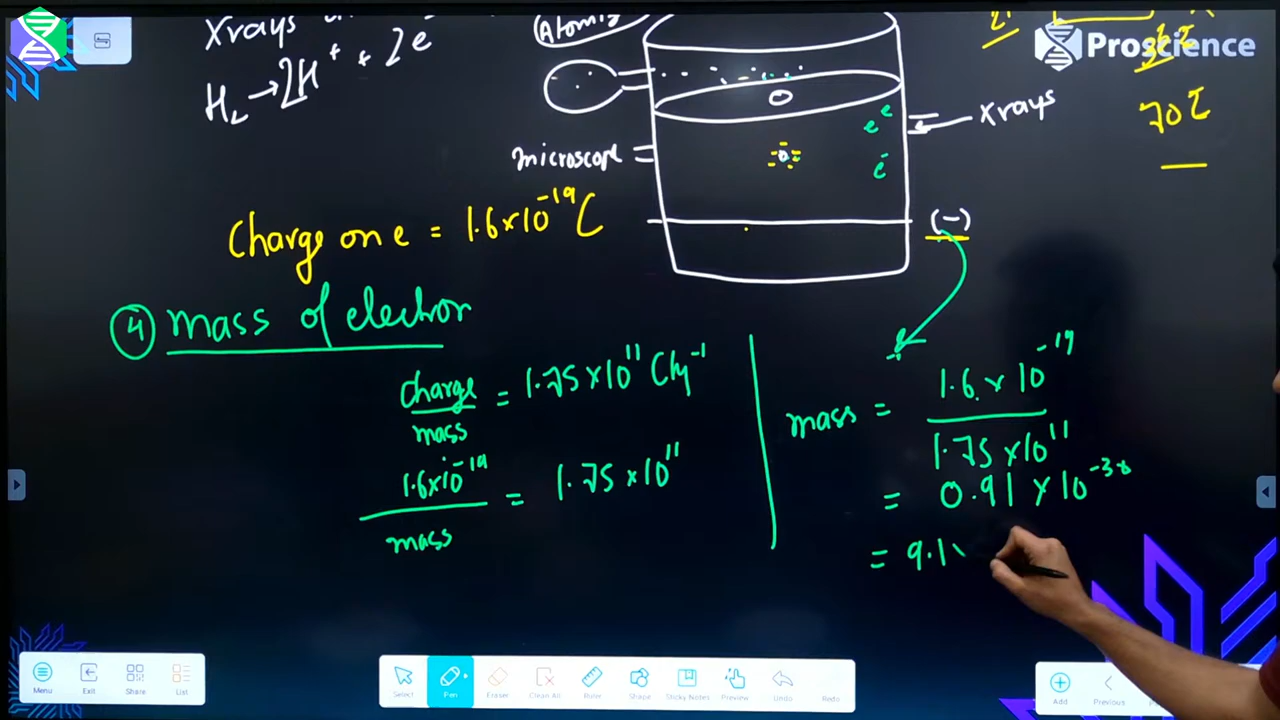 Xrays
H₂ → 2H⁺ + 2e⁻
Atomiz
Proscience
Xrays
70ε
microscope
e e
e⁻
(-)
Charge on e = 1.6×10⁻¹⁹C
④ mass of electron
charge/mass = 1.75×10¹¹ Ckg⁻¹
1.6×10⁻¹⁹/mass = 1.75×10¹¹
mass = 1.6×10⁻¹⁹/1.75×10¹¹
= 0.91×10⁻³⁰
= 9.1
Menu
Exit
Share
List
Select
Pen
Eraser
Clean All
Ruler
Shape
Sticky Notes
Preview
Undo
Redo
Add
Previous